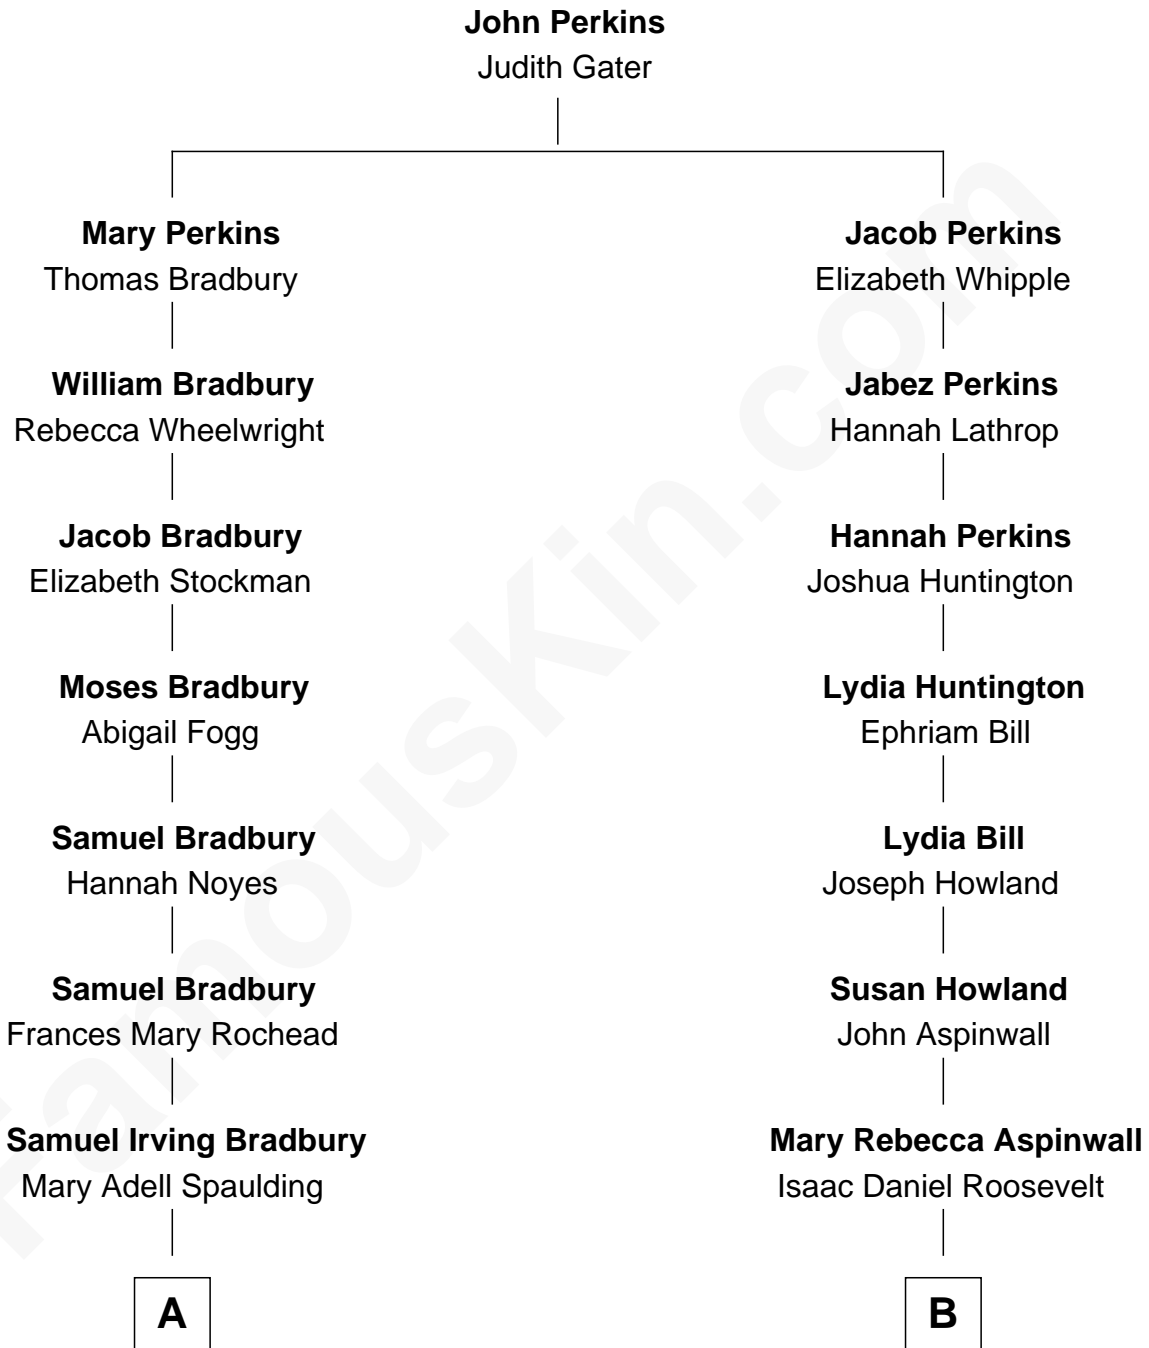 John Perkins
Judith Gater
Mary Perkins
Thomas Bradbury
Jacob Perkins
Elizabeth Whipple
William Bradbury
Rebecca Wheelwright
Jabez Perkins
Hannah Lathrop
Jacob Bradbury
Elizabeth Stockman
Hannah Perkins
Joshua Huntington
Moses Bradbury
Abigail Fogg
Lydia Huntington
Ephriam Bill
Samuel Bradbury
Hannah Noyes
Lydia Bill
Joseph Howland
Samuel Bradbury
Frances Mary Rochead
Susan Howland
John Aspinwall
Samuel Irving Bradbury
Mary Adell Spaulding
Mary Rebecca Aspinwall
Isaac Daniel Roosevelt
A
B
FamousKin.com